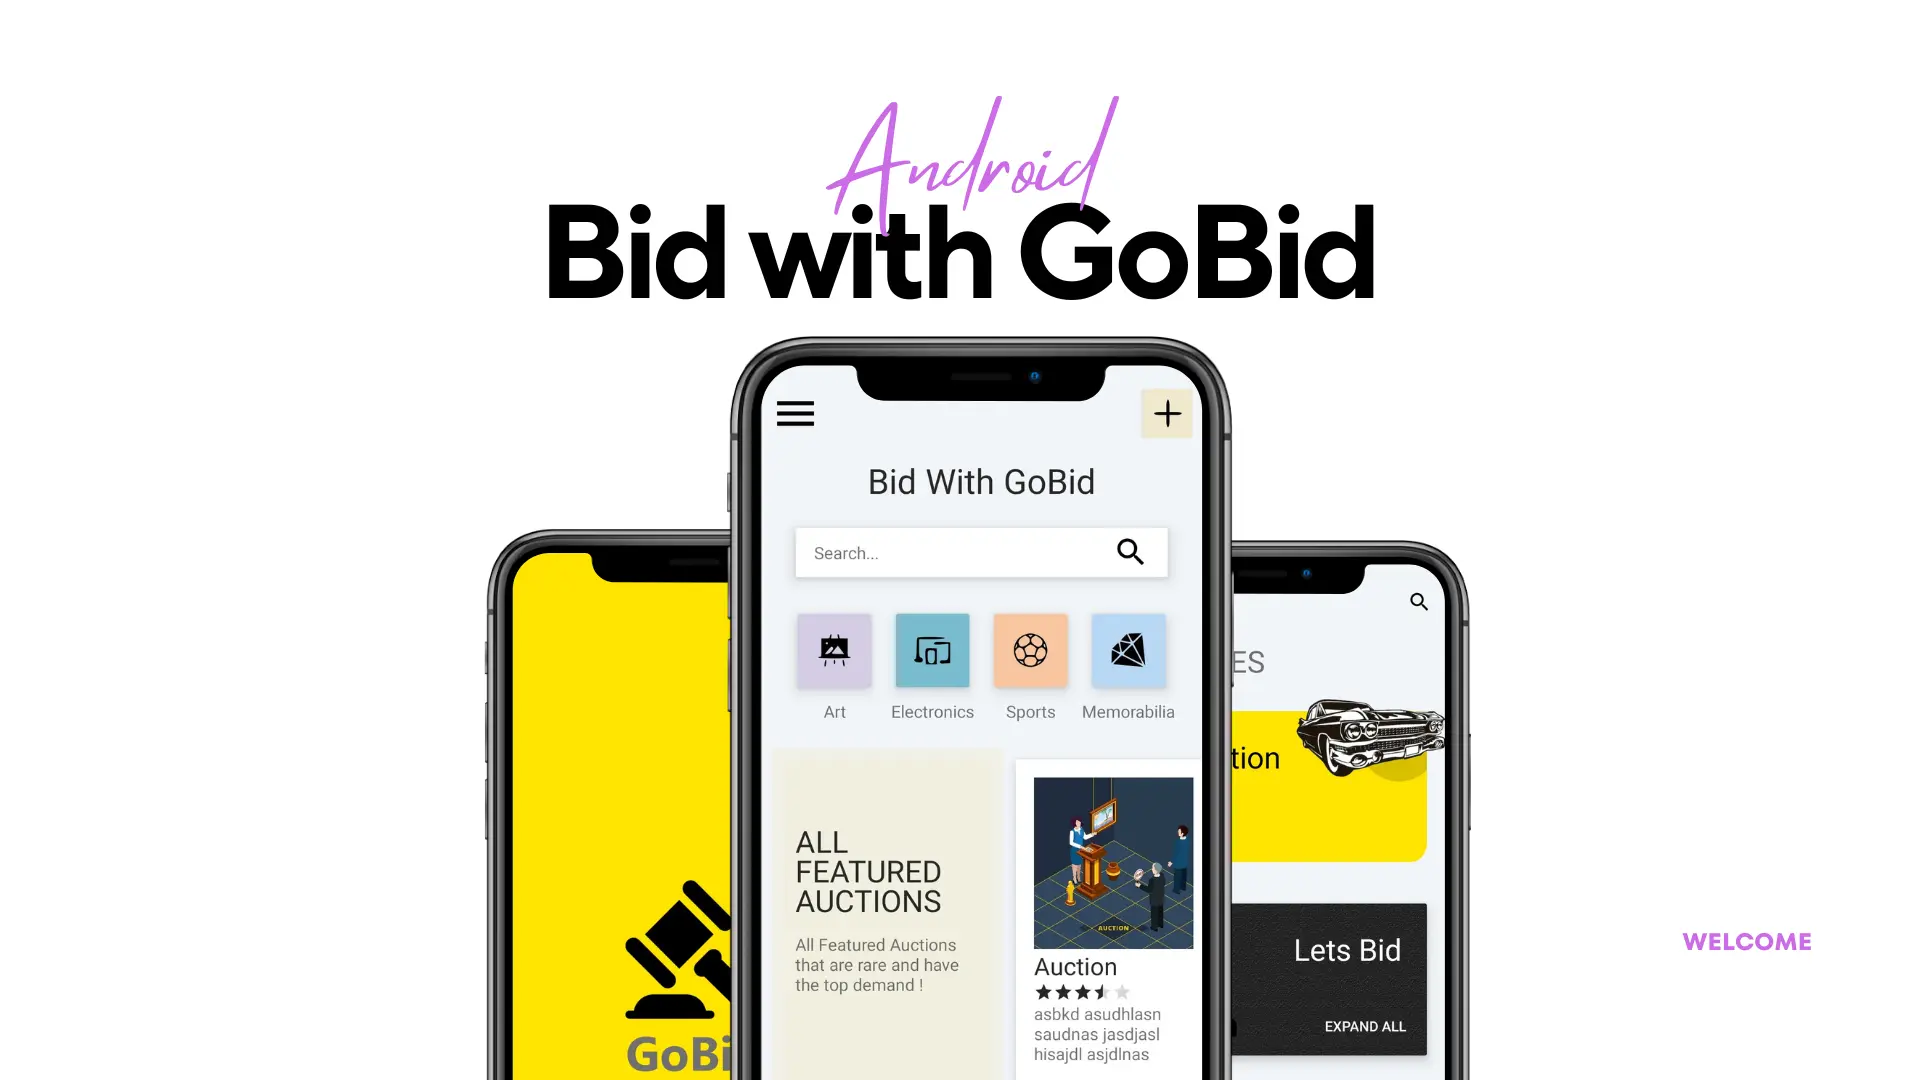 Android
Bid with GoBid
Bid With GoBid
Search...
Art
Electronics
Sports
Memorabilia
ALL
FEATURED
AUCTIONS
All Featured Auctions
that are rare and have
the top demand !
AUCTION
Auction
asbkd asudhlasn
saudnas jasdjasl
hisajdl asjdlnas
GoBi
ES
tion
Lets Bid
EXPAND ALL
WELCOME